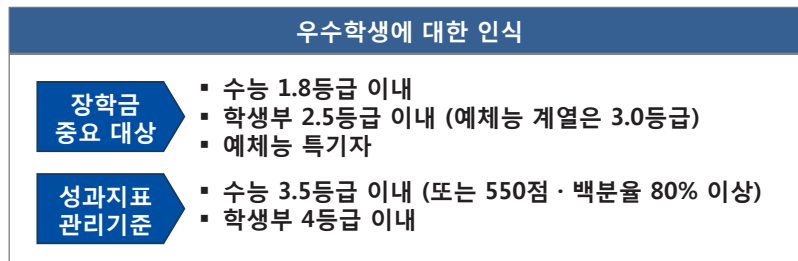 우수학생에 대한 인식
장학금
중요 대상
▪ 수능 1.8등급 이내
▪ 학생부 2.5등급 이내 (예체능 계열은 3.0등급)
▪ 예체능 특기자
성과지표
관리기준
▪ 수능 3.5등급 이내 (또는 550점 · 백분율 80% 이상)
▪ 학생부 4등급 이내